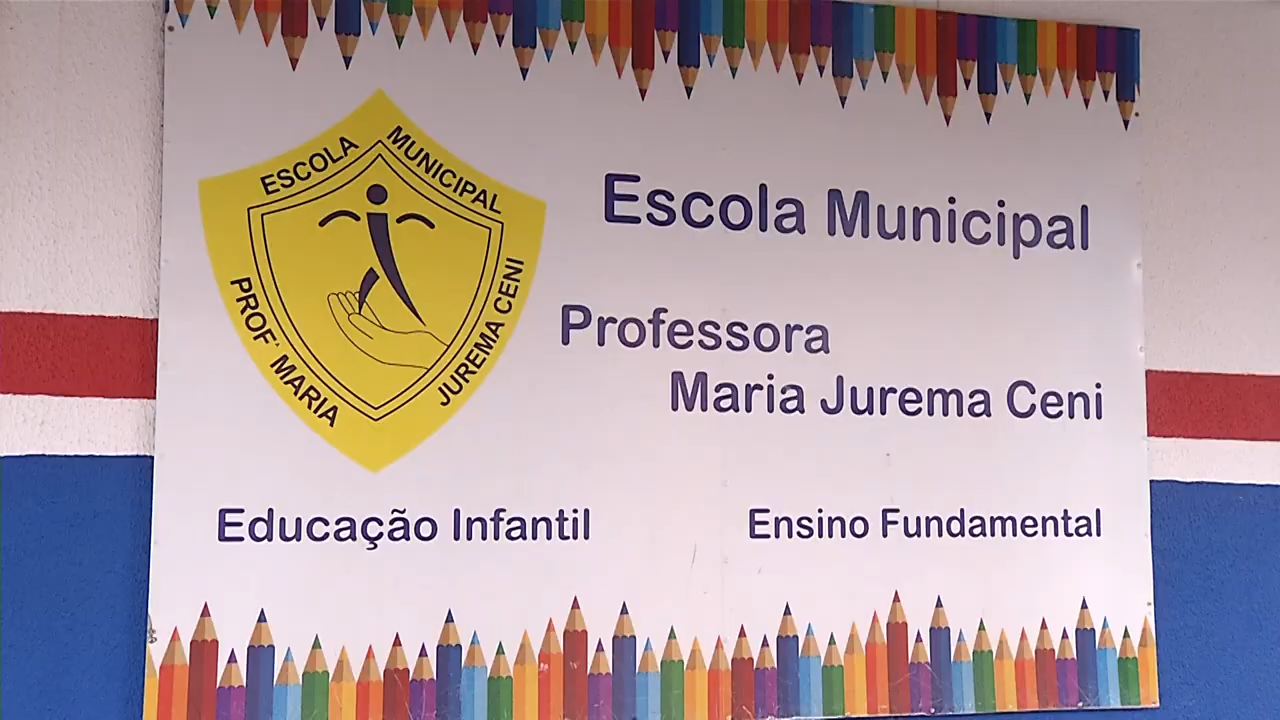 ESCOLA MUNICIPAL
PROFª MARIA JUREMA CENI
Escola Municipal
Professora
Maria Jurema Ceni
Educação Infantil
Ensino Fundamental